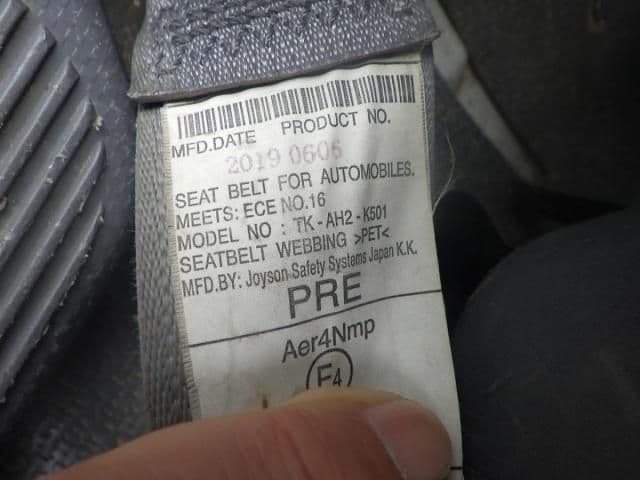 MFD.DATE PRODUCT NO.
2019 0606
SEAT BELT FOR AUTOMOBILES.
MEETS: ECE NO.16
MODEL NO : TK-AH2-K501
SEATBELT WEBBING >PET<
MFD.BY: Joyson Safety Systems Japan K.K.
PRE
Aer4Nmp
E4